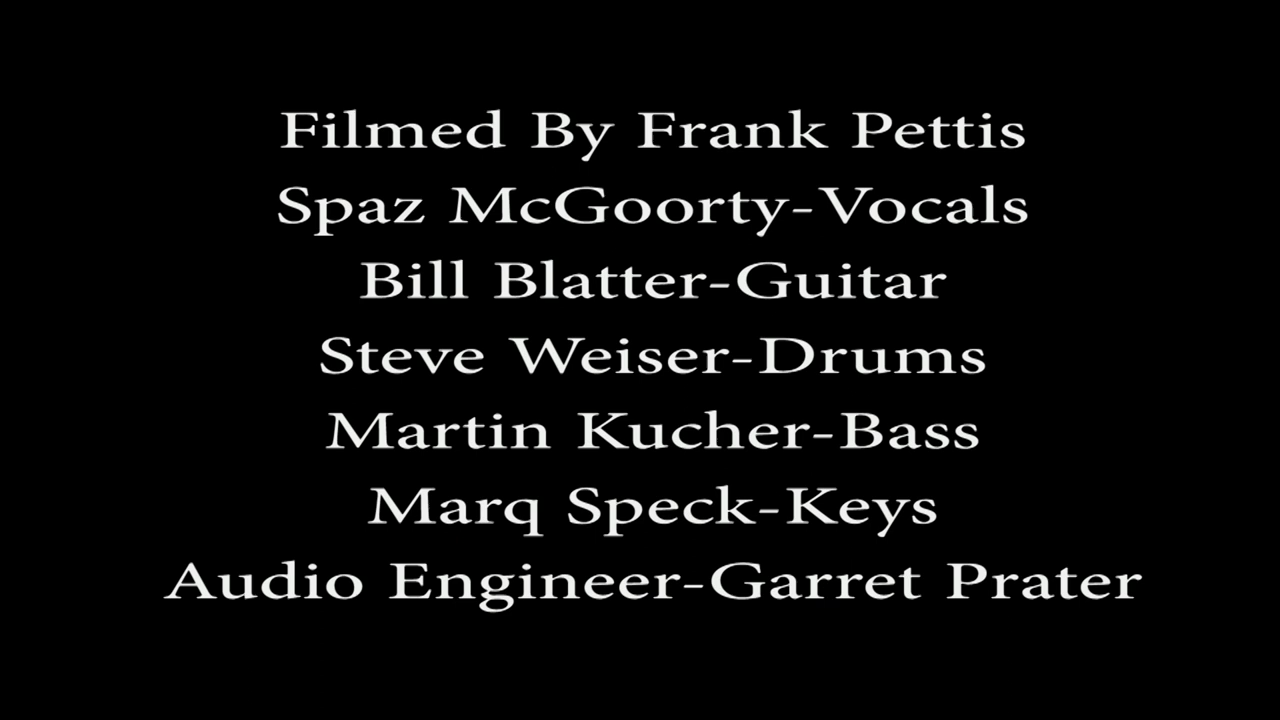 Filmed By Frank Pettis
Spaz McGoorty-Vocals
Bill Blatter-Guitar
Steve Weiser-Drums
Martin Kucher-Bass
Marq Speck-Keys
Audio Engineer-Garret Prater